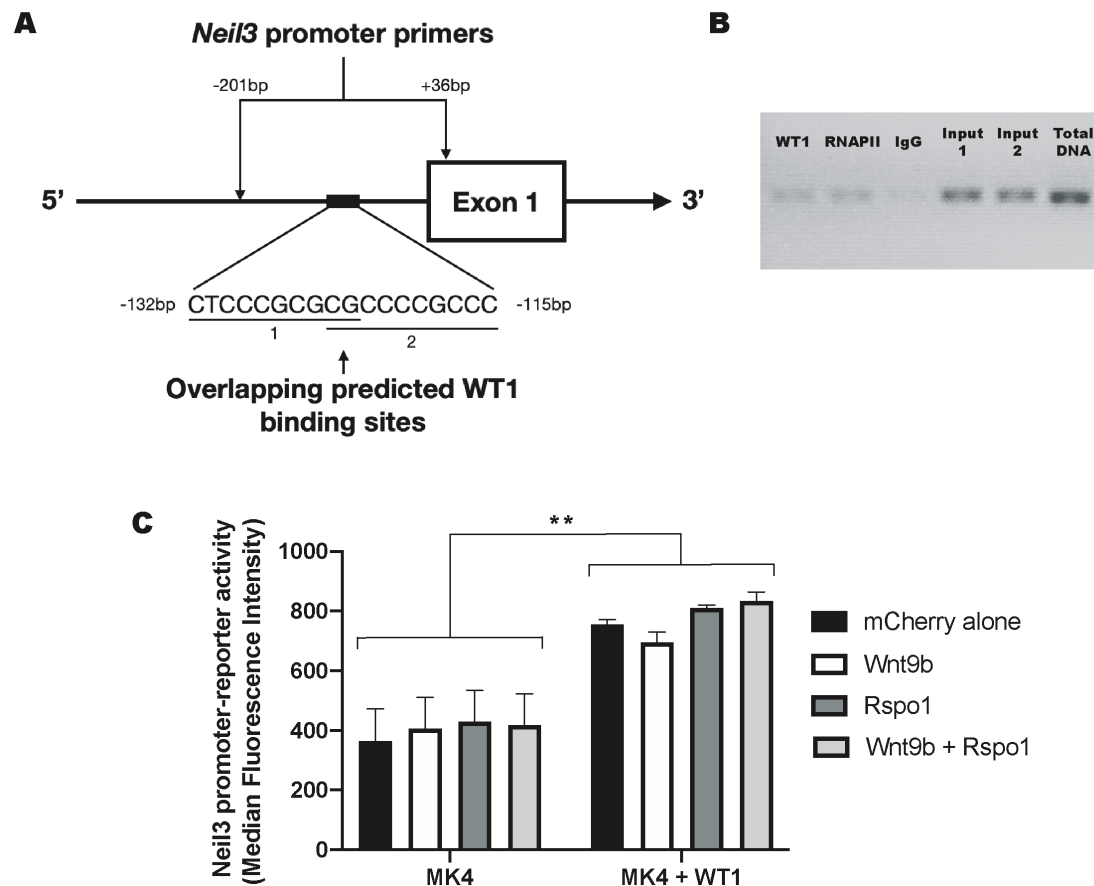 A
Neil3 promoter primers
-201bp
+36bp
5’
Exon 1
3’
-132bp
CTCCCGCGCGCCCCGCCC
-115bp
1
2
Overlapping predicted WT1
binding sites
B
WT1
RNAPII
IgG
Input
1
Input
2
Total
DNA
C
Neil3 promoter-reporter activity
(Median Fluorescence Intensity)
1000
800
600
400
200
0
**
MK4
MK4 + WT1
mCherry alone
Wnt9b
Rspo1
Wnt9b + Rspo1